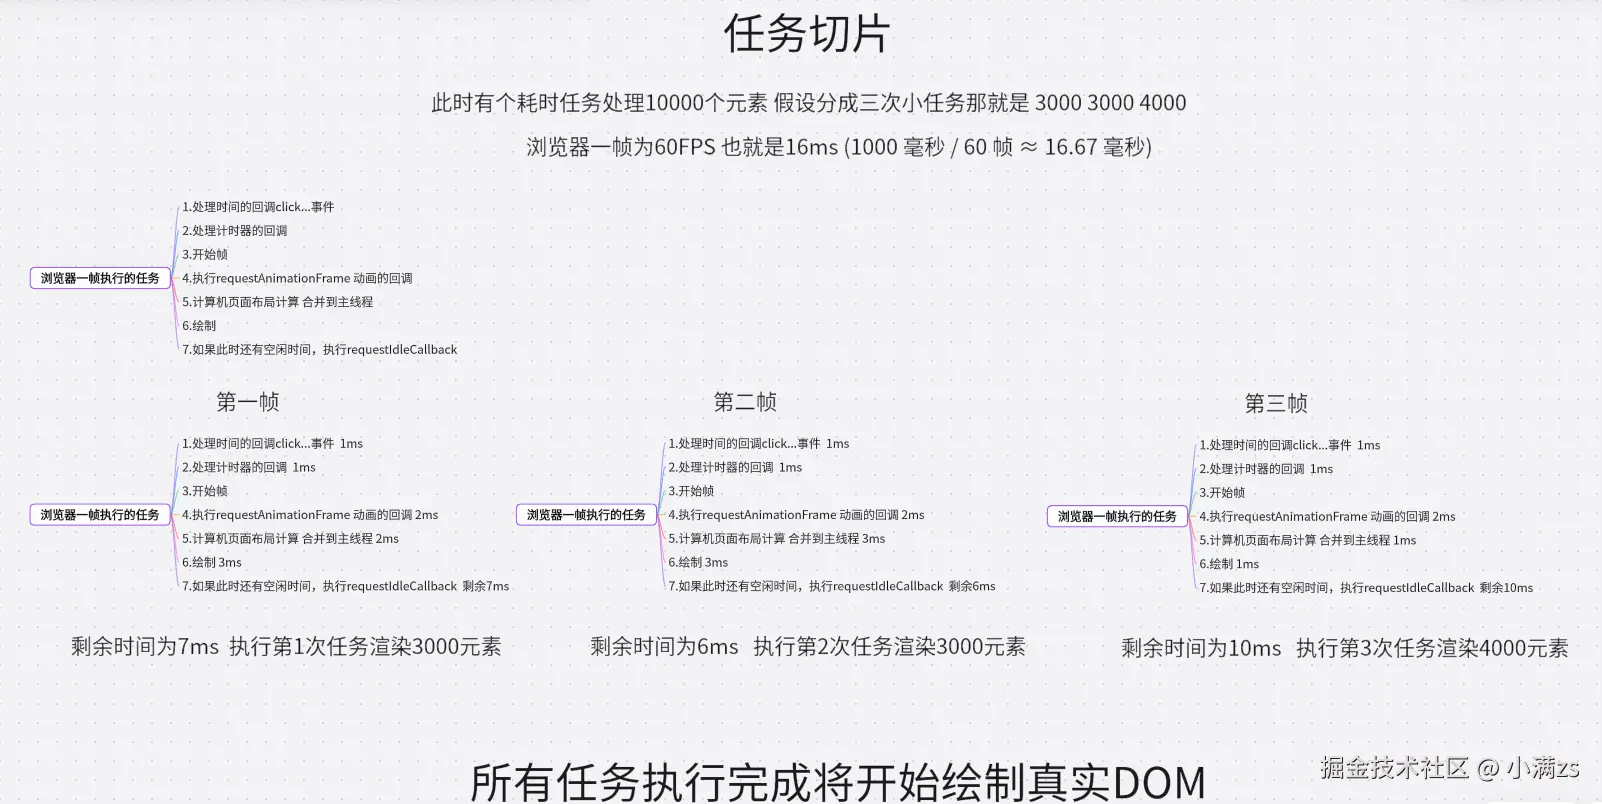 任务切片
此时有个耗时任务处理10000个元素 假设分成三次小任务那就是 3000 3000 4000
浏览器一帧为60FPS 也就是16ms (1000 毫秒 / 60 帧 ≈ 16.67 毫秒)
浏览器一帧执行的任务
1.处理时间的回调click...事件
2.处理计时器的回调
3.开始帧
4.执行requestAnimationFrame 动画的回调
5.计算机页面布局计算 合并到主线程
6.绘制
7.如果此时还有空闲时间，执行requestIdleCallback
第一帧
浏览器一帧执行的任务
1.处理时间的回调click...事件 1ms
2.处理计时器的回调 1ms
3.开始帧
4.执行requestAnimationFrame 动画的回调 2ms
5.计算机页面布局计算 合并到主线程 2ms
6.绘制 3ms
7.如果此时还有空闲时间，执行requestIdleCallback 剩余7ms
剩余时间为7ms 执行第1次任务渲染3000元素
第二帧
浏览器一帧执行的任务
1.处理时间的回调click...事件 1ms
2.处理计时器的回调 1ms
3.开始帧
4.执行requestAnimationFrame 动画的回调 2ms
5.计算机页面布局计算 合并到主线程 3ms
6.绘制 3ms
7.如果此时还有空闲时间，执行requestIdleCallback 剩余6ms
剩余时间为6ms 执行第2次任务渲染3000元素
第三帧
浏览器一帧执行的任务
1.处理时间的回调click...事件 1ms
2.处理计时器的回调 1ms
3.开始帧
4.执行requestAnimationFrame 动画的回调 2ms
5.计算机页面布局计算 合并到主线程 1ms
6.绘制 1ms
7.如果此时还有空闲时间，执行requestIdleCallback 剩余10ms
剩余时间为10ms 执行第3次任务渲染4000元素
所有任务执行完成将开始绘制真实DOM
掘金技术社区 @ 小满zs